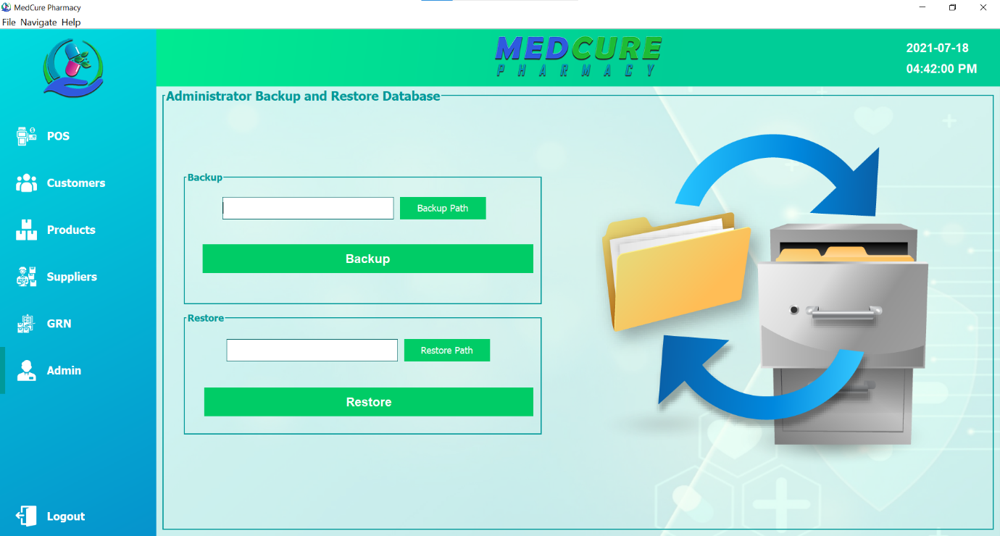 MedCure Pharmacy
File Navigate Help
MEDCURE
PHARMACY
2021-07-18
04:42:00 PM
POS
Customers
Products
Suppliers
GRN
Admin
Logout
Administrator Backup and Restore Database
Backup
Backup Path
Backup
Restore
Restore Path
Restore